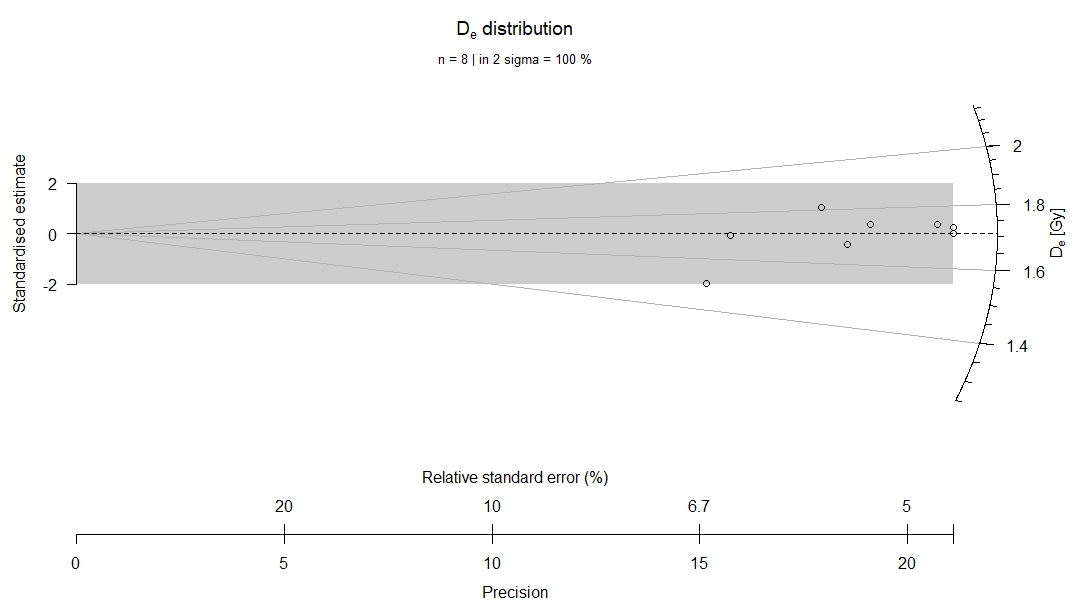 De distribution
n = 8 | in 2 sigma = 100 %
Standardised estimate
2
0
-2
2
1.8
1.6
1.4
De [Gy]
Relative standard error (%)
20 10 6.7 5
0 5 10 15 20
Precision